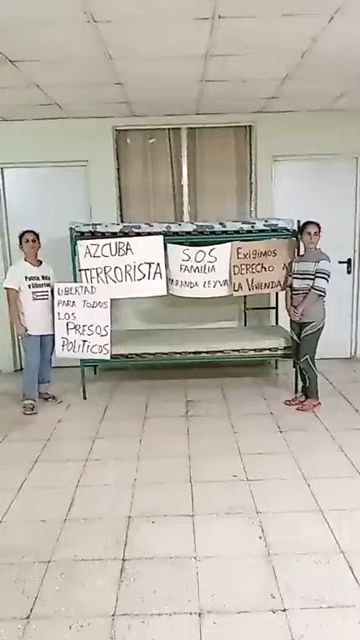 AZCUBA
TERRORISTA
S.O.S
FAMILIA
MIRANDA LEYVA
Exigimos
DERECHO A
LA VIVIENDA
LIBERTAD
PARA TODOS
LOS
PRESOS
POLITICOS
Patria, Vida
y Libertad